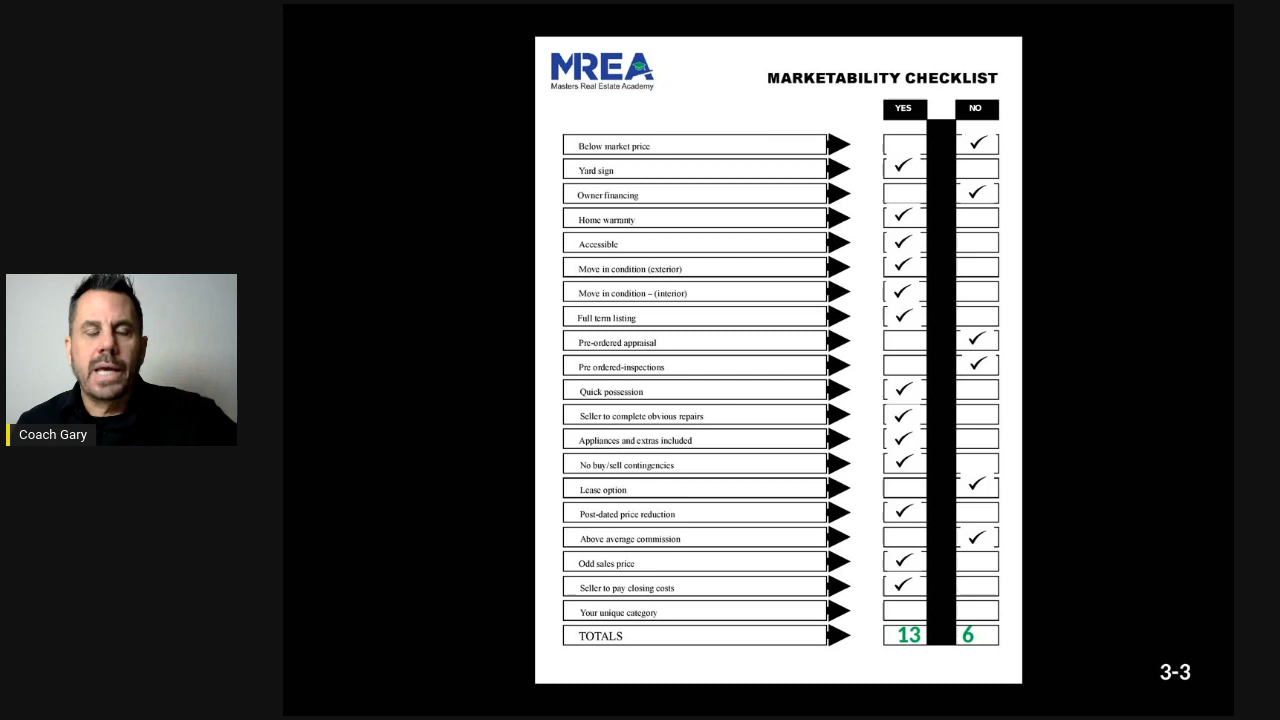 MREA
Masters Real Estate Academy
MARKETABILITY CHECKLIST
YES NO
Below market price
Yard sign
Owner financing
Home warranty
Accessible
Move in condition (exterior)
Move in condition – (interior)
Full term listing
Pre-ordered appraisal
Pre ordered-inspections
Quick possession
Seller to complete obvious repairs
Appliances and extras included
No buy/sell contingencies
Lease option
Post-dated price reduction
Above average commission
Odd sales price
Seller to pay closing costs
Your unique category
TOTALS 13 6
Coach Gary
3-3